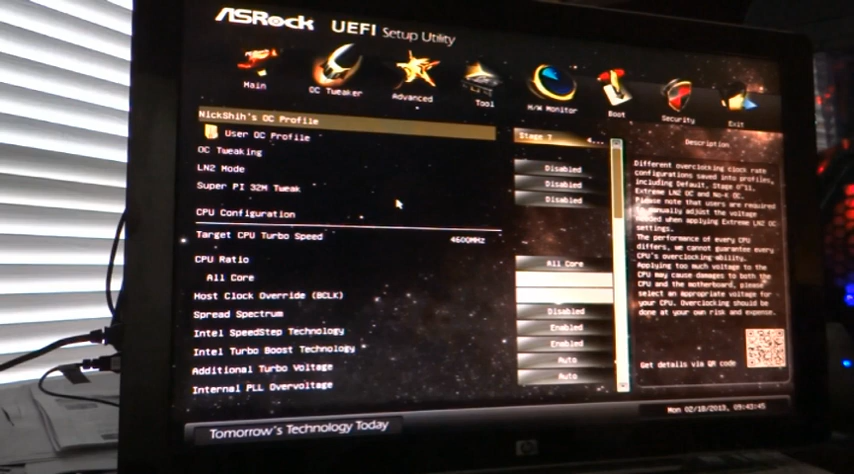 ASRock UEFI Setup Utility
Main
OC Tweaker
Advanced
Tool
H/W Monitor
Boot
Security
Exit
NickShih's OC Profile
Stage 7 4...
User OC Profile
OC Tweaking
Disabled
LN2 Mode
Disabled
Super PI 32M Tweak
Disabled
CPU Configuration
Target CPU Turbo Speed
4600MHz
CPU Ratio
All Core
All Core
Host Clock Override (BCLK)
Spread Spectrum
Disabled
Intel SpeedStep Technology
Enabled
Intel Turbo Boost Technology
Enabled
Additional Turbo Voltage
Auto
Internal PLL Overvoltage
Auto
Description
Different overclocking clock rate
configurations saved into profiles,
including Default, Stage 0~11,
Extreme LN2 OC and No-K OC.
Please note that users are required
to manually adjust the voltage
needed when applying Extreme LN2 OC
settings.
The performance of every CPU
differs, we cannot guarantee every
CPU's overclocking ability.
Applying too much voltage to the
CPU may cause damages to both the
CPU and the motherboard, please
select an appropriate voltage for
your CPU. Overclocking should be
done at your own risk and expense.
Get details via QR code
Mon 02/18/2013, 09:43:45
Tomorrow's Technology Today
hp